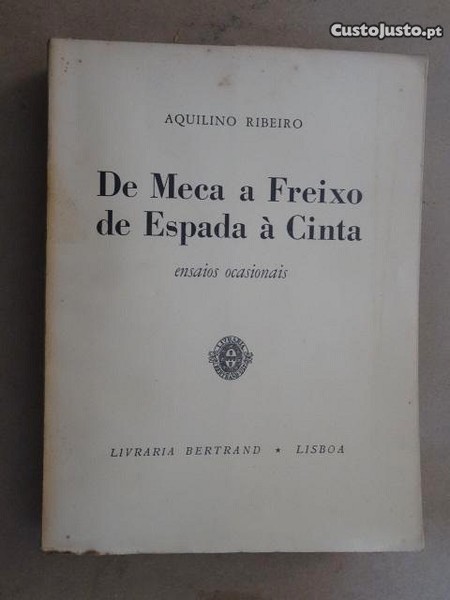 CustoJusto.pt
AQUILINO RIBEIRO
De Meca a Freixo
de Espada à Cinta
ensaios ocasionais
LIVRARIA BERTRAND ★ LISBOA